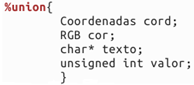 %union{
Coordenadas cord;
RGB cor;
char* texto;
unsigned int valor;
}